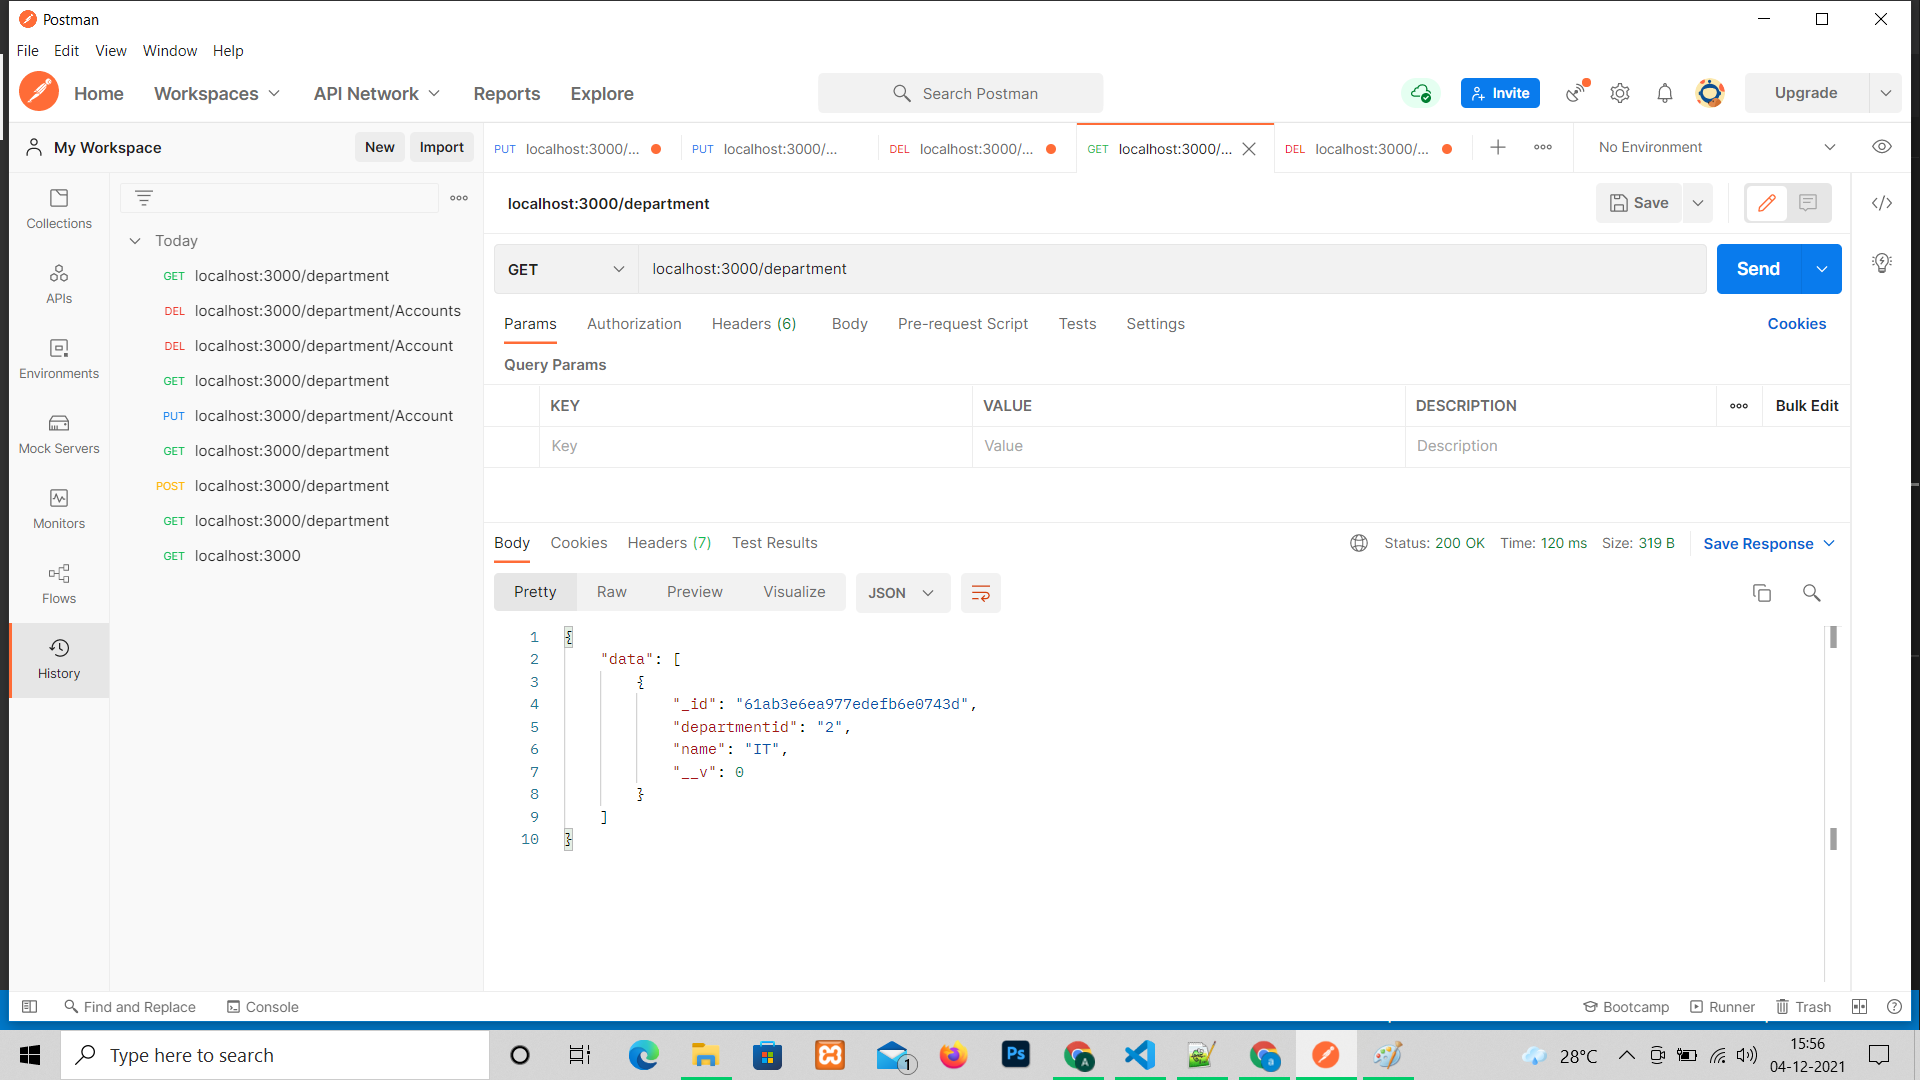 Postman
File Edit View Window Help
Home Workspaces API Network Reports Explore Search Postman Invite Upgrade
My Workspace New Import
PUT localhost:3000/... PUT localhost:3000/... DEL localhost:3000/... GET localhost:3000/... DEL localhost:3000/... No Environment
localhost:3000/department Save
Collections
APIs
Environments
Mock Servers
Monitors
Flows
History
Today
GET localhost:3000/department
DEL localhost:3000/department/Accounts
DEL localhost:3000/department/Account
GET localhost:3000/department
PUT localhost:3000/department/Account
GET localhost:3000/department
POST localhost:3000/department
GET localhost:3000/department
GET localhost:3000
GET localhost:3000/department Send
Params Authorization Headers (6) Body Pre-request Script Tests Settings Cookies
Query Params
KEY VALUE DESCRIPTION Bulk Edit
Key Value Description
Body Cookies Headers (7) Test Results Status: 200 OK Time: 120 ms Size: 319 B Save Response
Pretty Raw Preview Visualize JSON
1 {
2 "data": [
3 {
4 "_id": "61ab3e6ea977edefb6e0743d",
5 "departmentid": "2",
6 "name": "IT",
7 "__v": 0
8 }
9 ]
10 }
Find and Replace Console Bootcamp Runner Trash
Type here to search 1 Ps A a 28°C 15:56
04-12-2021